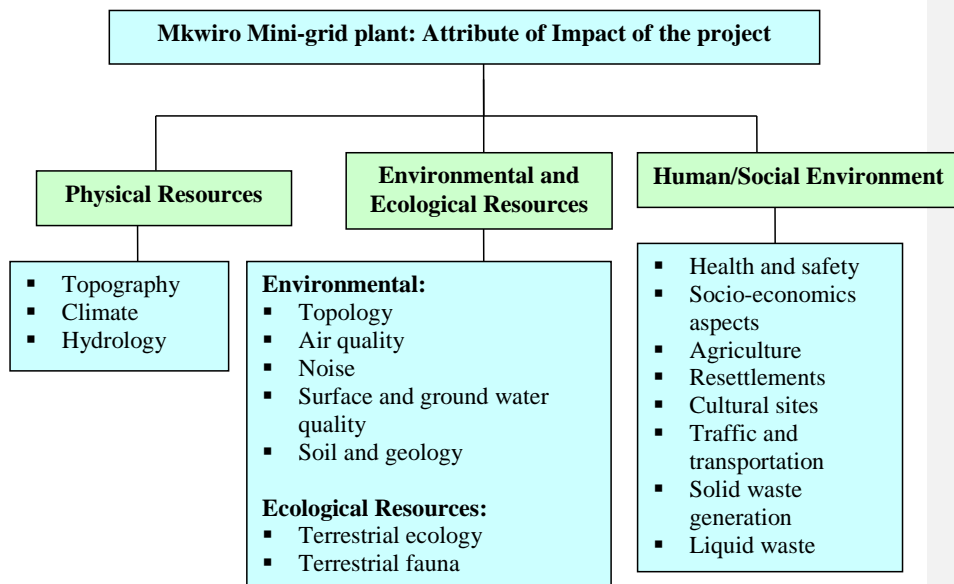 Mkwiro Mini-grid plant: Attribute of Impact of the project
Physical Resources
Environmental and
Ecological Resources
Human/Social Environment
▪ Topography
▪ Climate
▪ Hydrology
Environmental:
▪ Topology
▪ Air quality
▪ Noise
▪ Surface and ground water
quality
▪ Soil and geology
Ecological Resources:
▪ Terrestrial ecology
▪ Terrestrial fauna
▪ Health and safety
▪ Socio-economics
aspects
▪ Agriculture
▪ Resettlements
▪ Cultural sites
▪ Traffic and
transportation
▪ Solid waste
generation
▪ Liquid waste